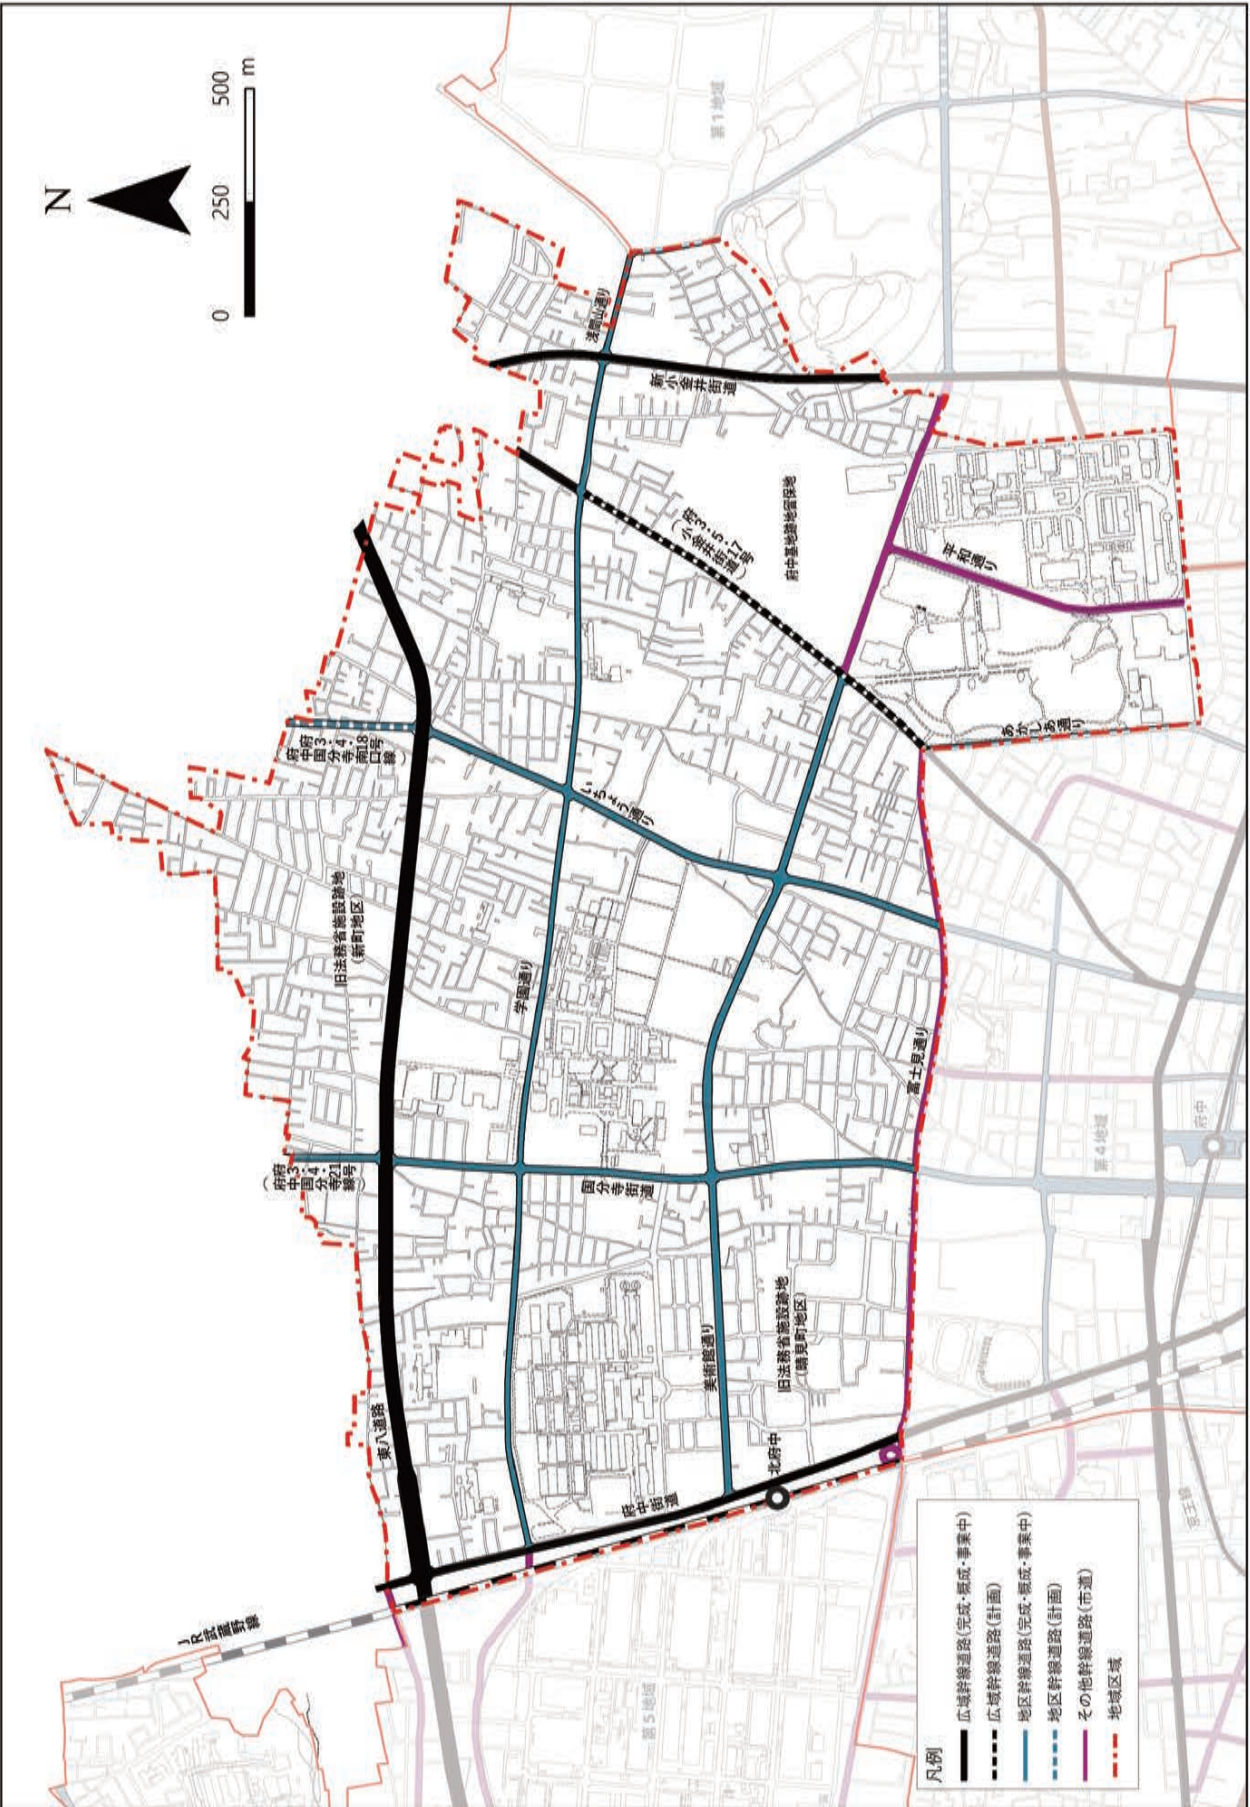 N
0 250 500 m
第1地域
浅間山通り
新小金井街道
府3・5・17号
(小金井街道)
府中基地跡地留保地
平和通り
あかしあ通り
府3・4・18号
(府中国分寺南口線)
いちょう通り
旧法務省施設跡地
(新町地区)
学園通り
富士見通り
府3・4・21号
(府中国分寺線)
国分寺街道
第4地域
府中
旧法務省施設跡地
(晴見町地区)
美術館通り
東八道路
北府中
府中街道
JR武蔵野線
第5地域
京王線
凡例
広域幹線道路(完成・概成・事業中)
広域幹線道路(計画)
地区幹線道路(完成・概成・事業中)
地区幹線道路(計画)
その他幹線道路(市道)
地域区域